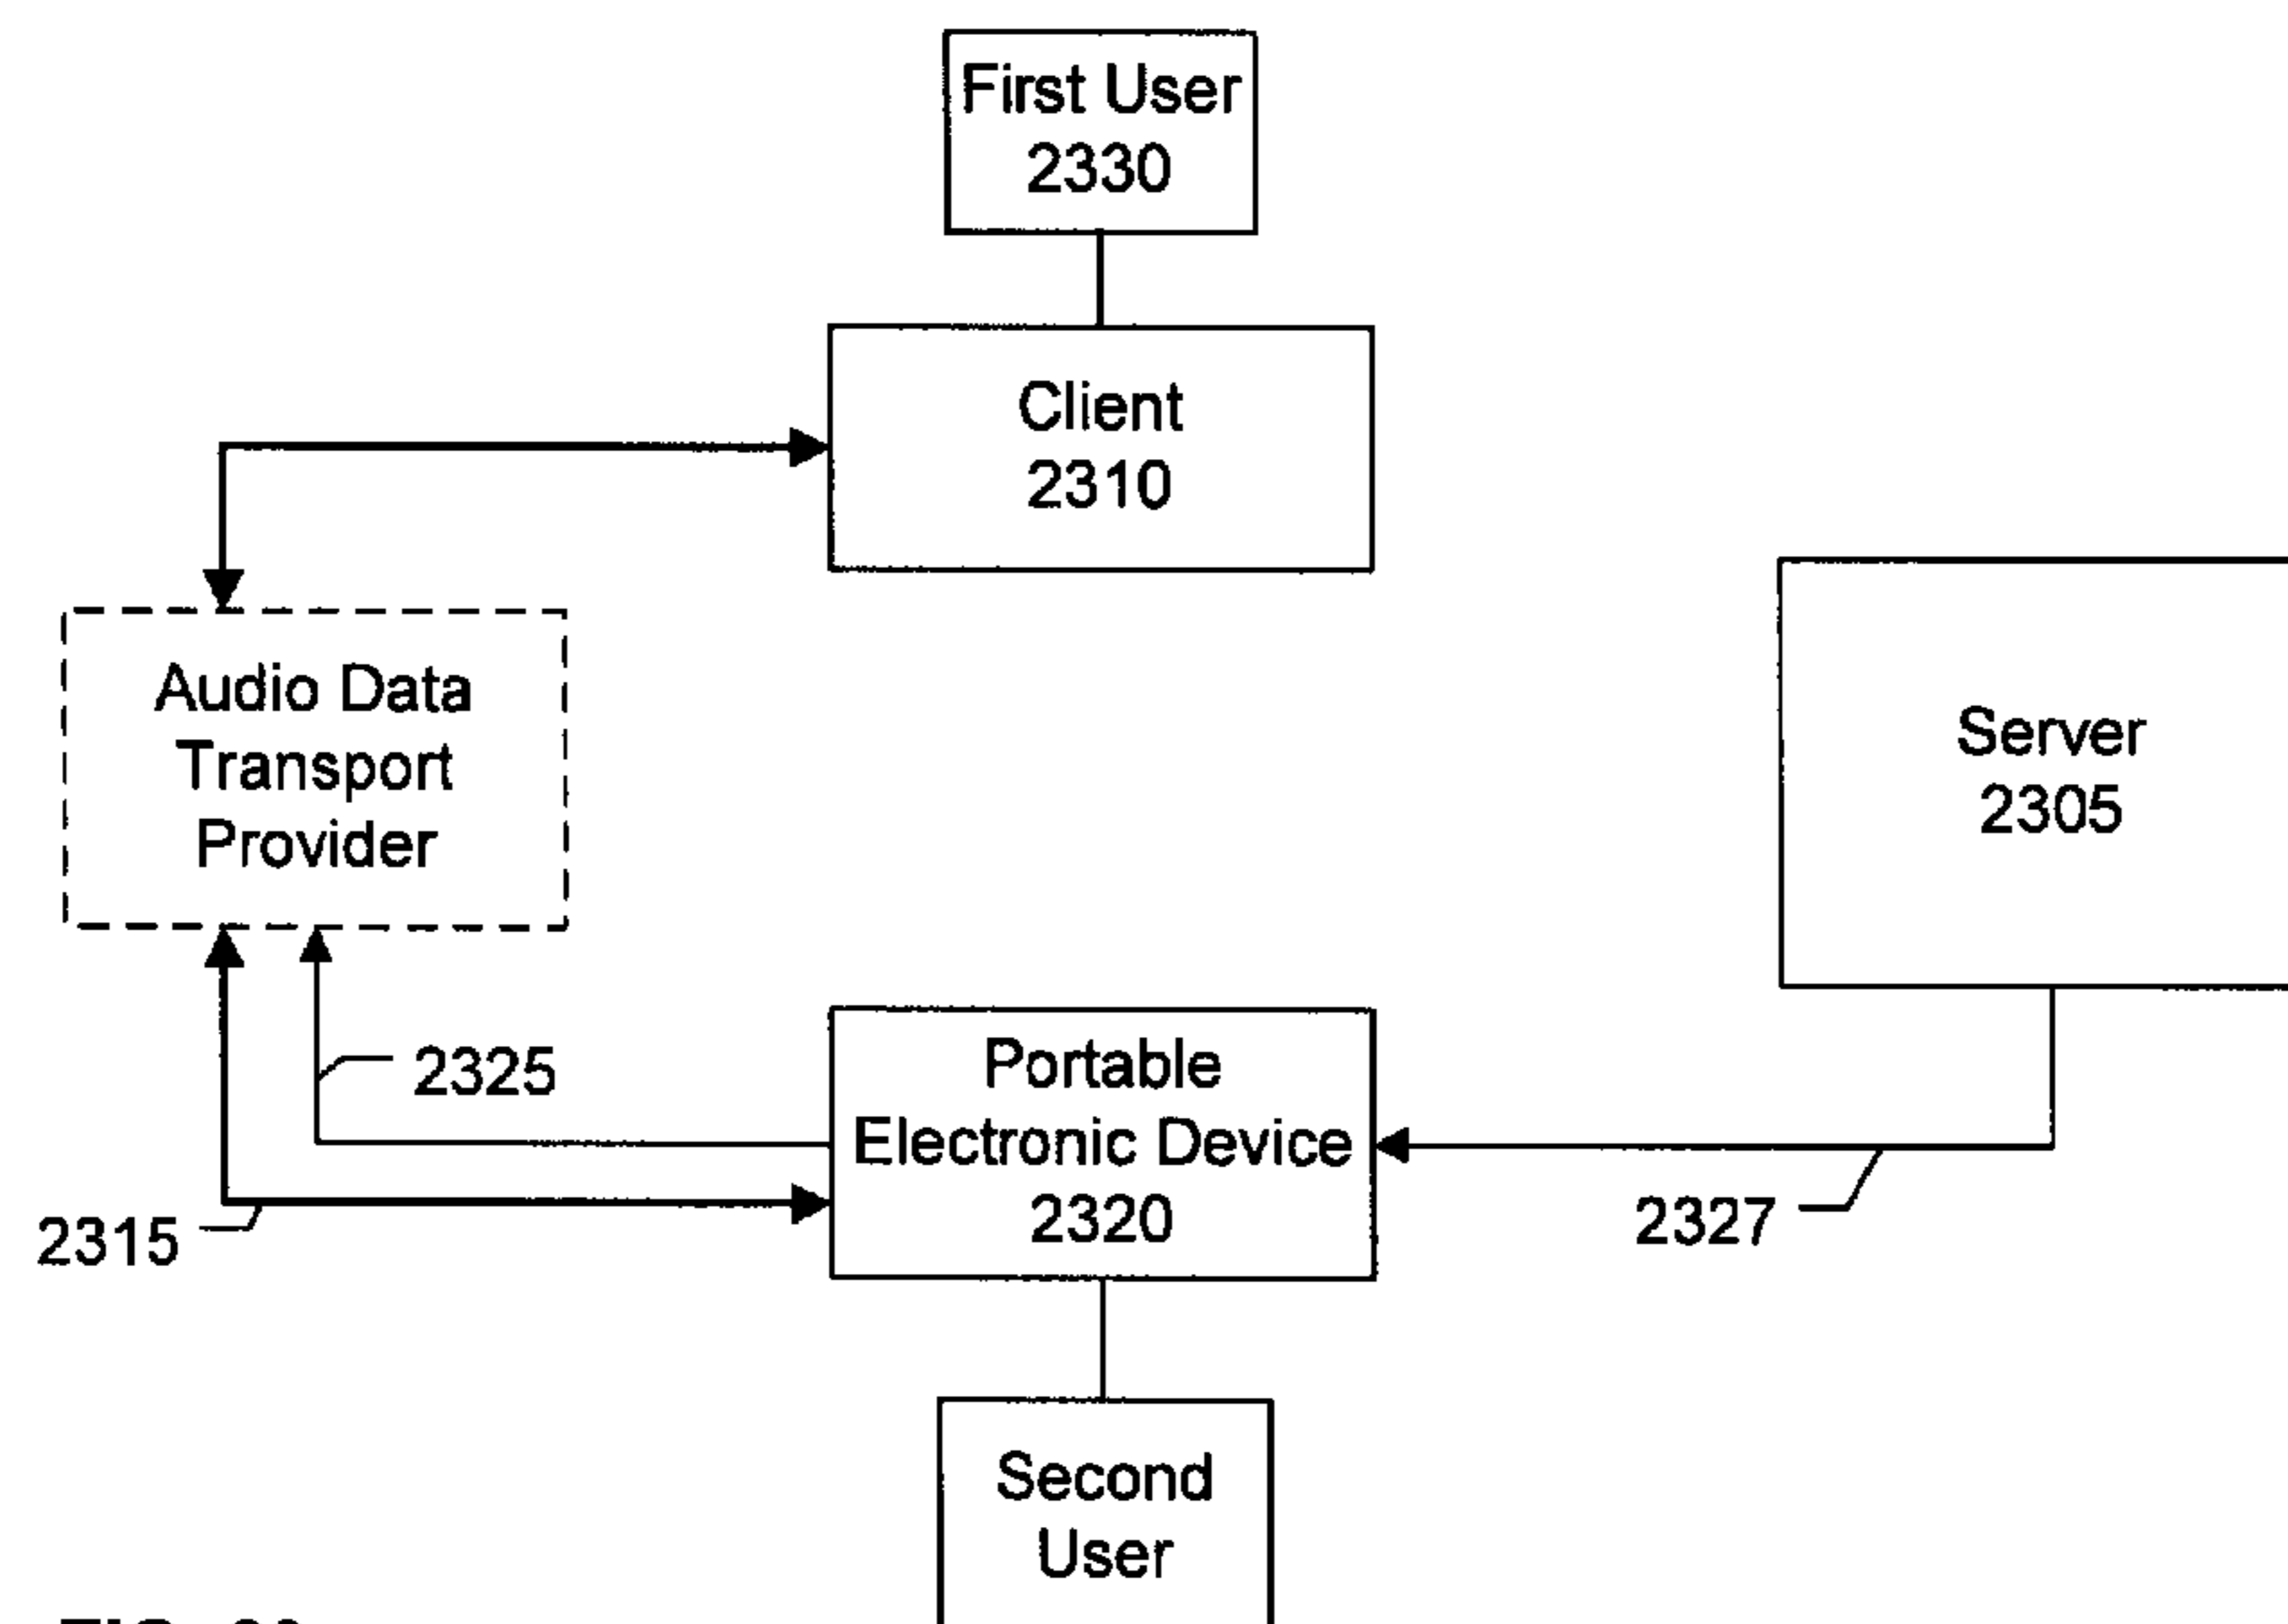 First User
2330
Client
2310
Audio Data
Transport
Provider
Server
2305
2325
Portable
Electronic Device
2320
2315
2327
Second
User